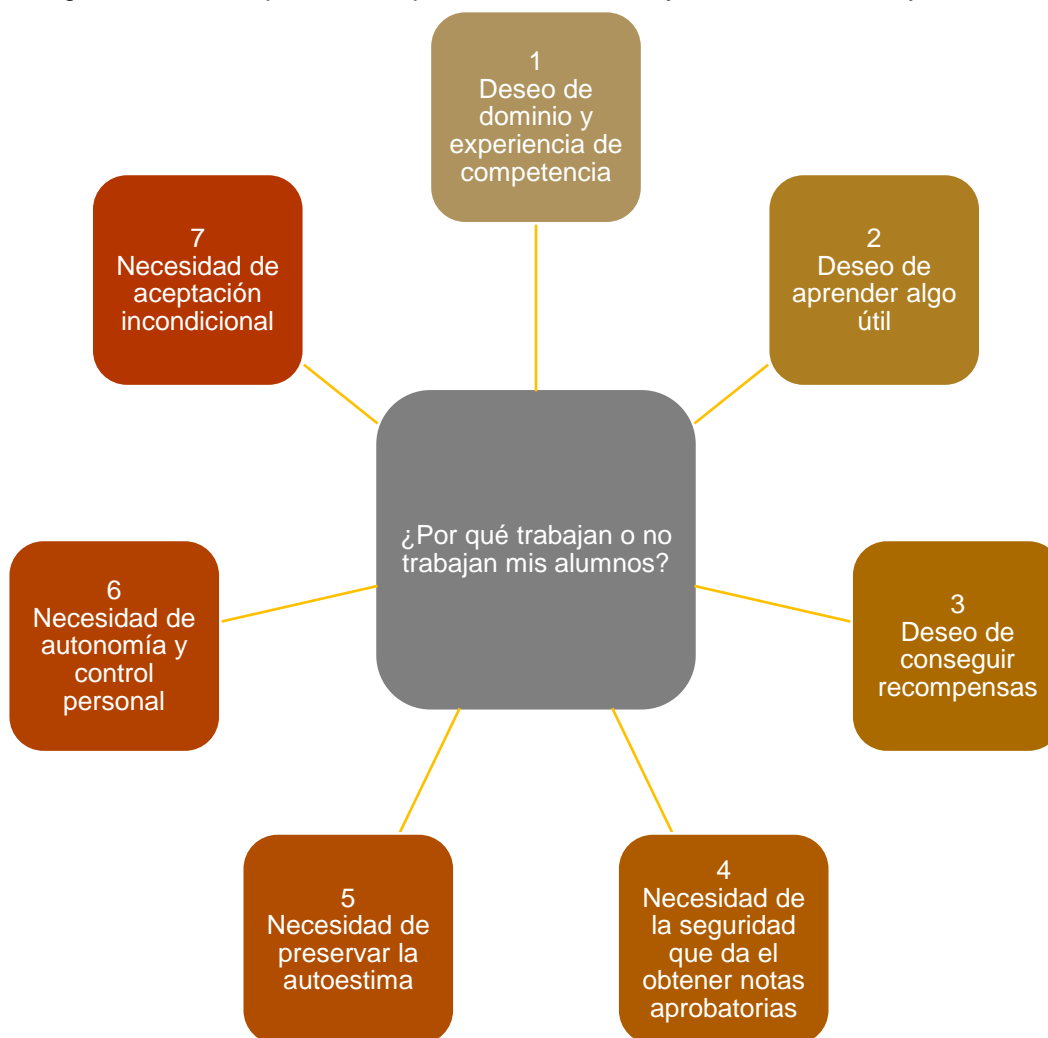 1
Deseo de
dominio y
experiencia de
competencia
2
Deseo de
aprender algo
útil
3
Deseo de
conseguir
recompensas
4
Necesidad de
la seguridad
que da el
obtener notas
aprobatorias
5
Necesidad de
preservar la
autoestima
6
Necesidad de
autonomía y
control
personal
7
Necesidad de
aceptación
incondicional
¿Por qué trabajan o no
trabajan mis alumnos?